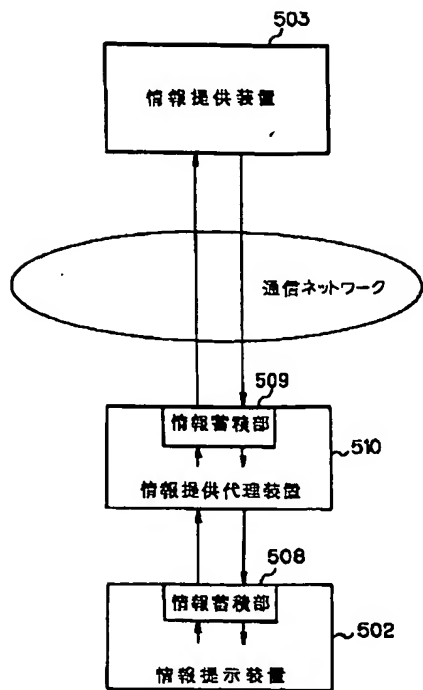 503
情報提供装置
通信ネットワーク
509
情報蓄積部
510
情報提供代理装置
508
情報蓄積部
502
情報提示装置